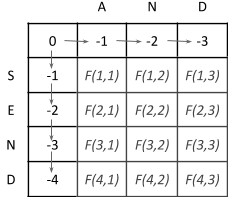 A N D
0 -1 -2 -3
S -1 F(1,1) F(1,2) F(1,3)
E -2 F(2,1) F(2,2) F(2,3)
N -3 F(3,1) F(3,2) F(3,3)
D -4 F(4,1) F(4,2) F(4,3)